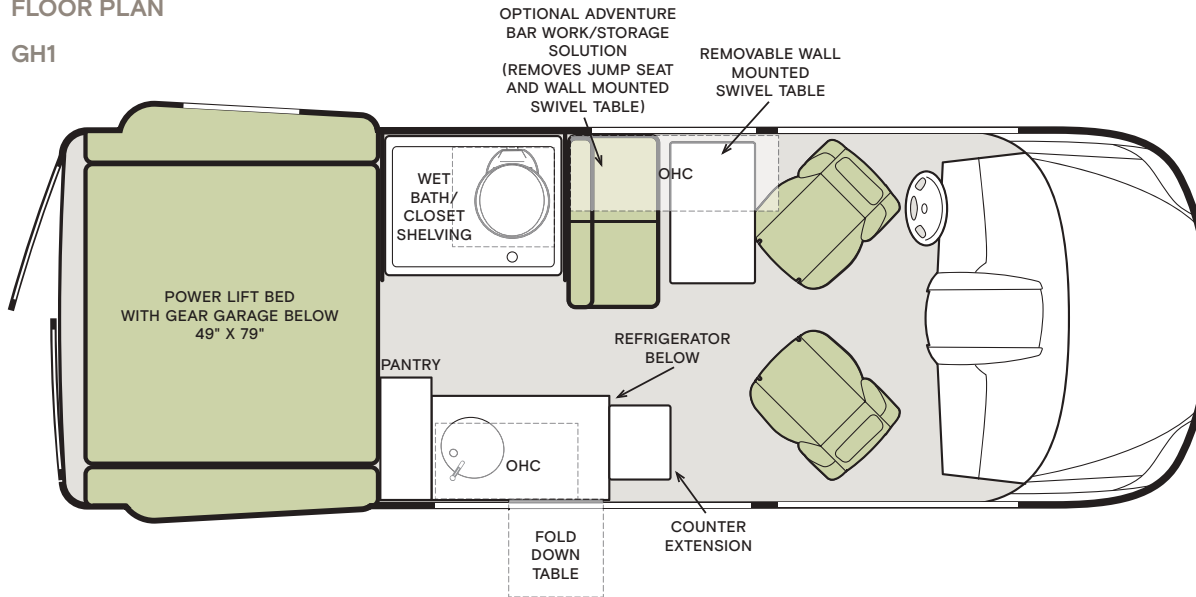 FLOOR PLAN
GH1
OPTIONAL ADVENTURE
BAR WORK/STORAGE
SOLUTION
(REMOVES JUMP SEAT
AND WALL MOUNTED
SWIVEL TABLE)
REMOVABLE WALL
MOUNTED
SWIVEL TABLE
OHC
WET
BATH/
CLOSET
SHELVING
POWER LIFT BED
WITH GEAR GARAGE BELOW
49" X 79"
REFRIGERATOR
BELOW
PANTRY
OHC
COUNTER
EXTENSION
FOLD
DOWN
TABLE